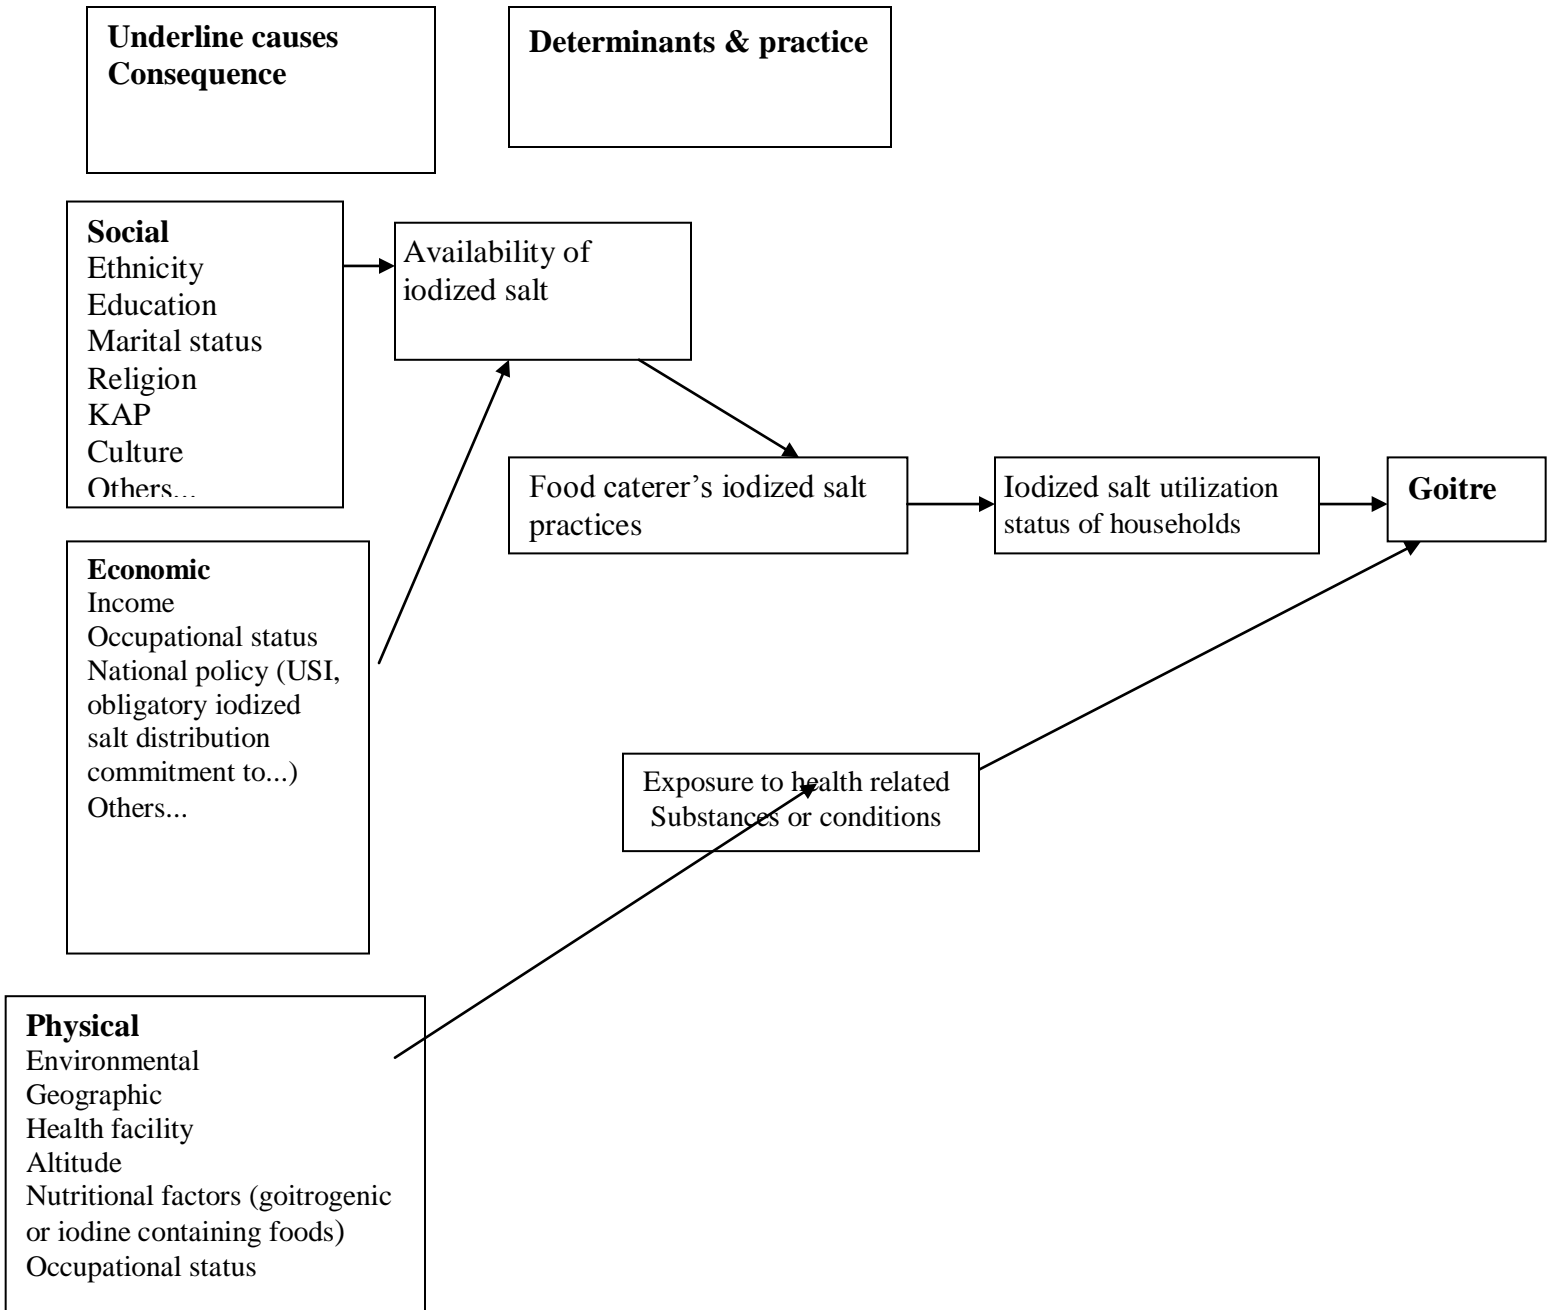 Underline causes
Consequence
Determinants & practice
Social
Ethnicity
Education
Marital status
Religion
KAP
Culture
Others...
Availability of
iodized salt
Food caterer’s iodized salt
practices
Iodized salt utilization
status of households
Goitre
Economic
Income
Occupational status
National policy (USI,
obligatory iodized
salt distribution
commitment to...)
Others...
Exposure to health related
Substances or conditions
Physical
Environmental
Geographic
Health facility
Altitude
Nutritional factors (goitrogenic
or iodine containing foods)
Occupational status